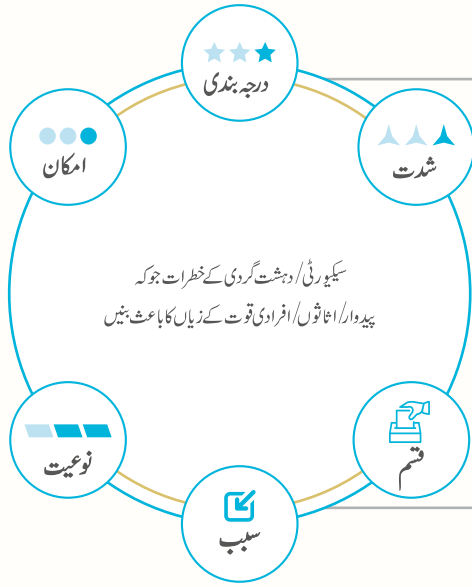 درجہ بندی
شدت
امکان
سیکیورٹی/دہشت گردی کے خطرات جو کہ
پیدوار/اثاثوں/افرادی قوت کے زیاں کا باعث بنیں
قسم
نوعیت
سبب